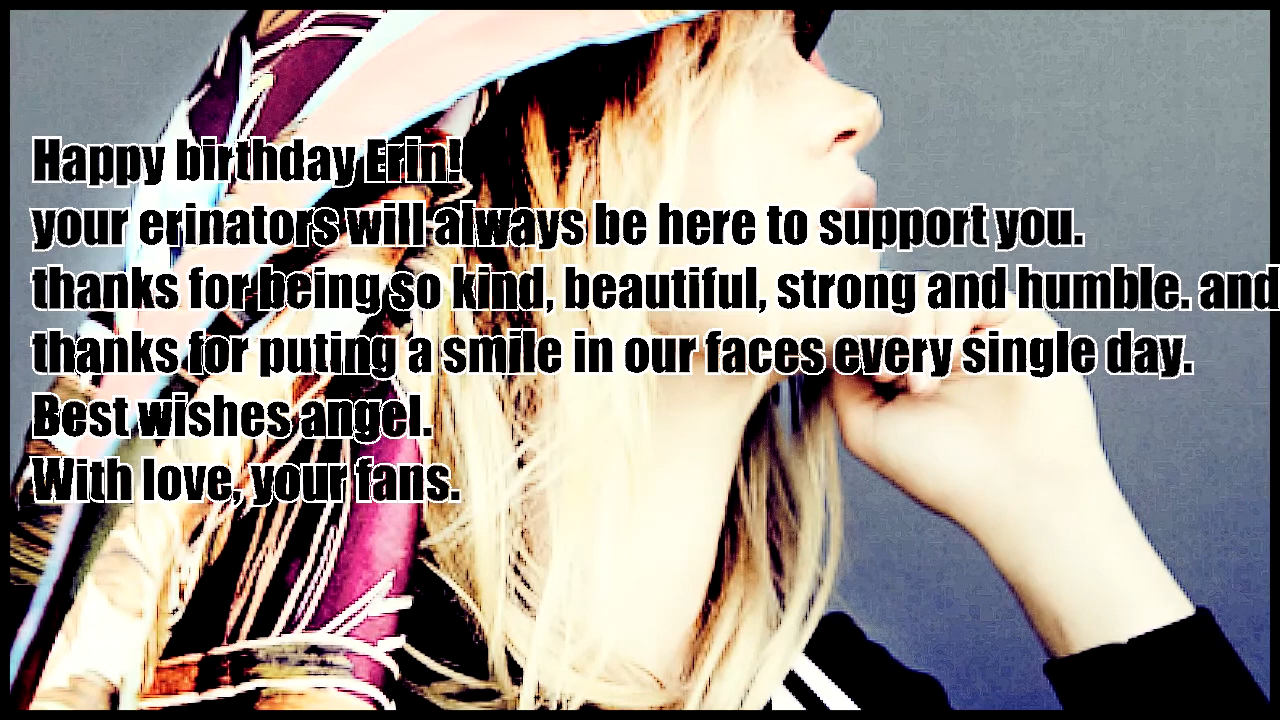 Happy birthday Erin!
your erinators will always be here to support you.
thanks for being so kind, beautiful, strong and humble. and
thanks for puting a smile in our faces every single day.
Best wishes angel.
With love, your fans.